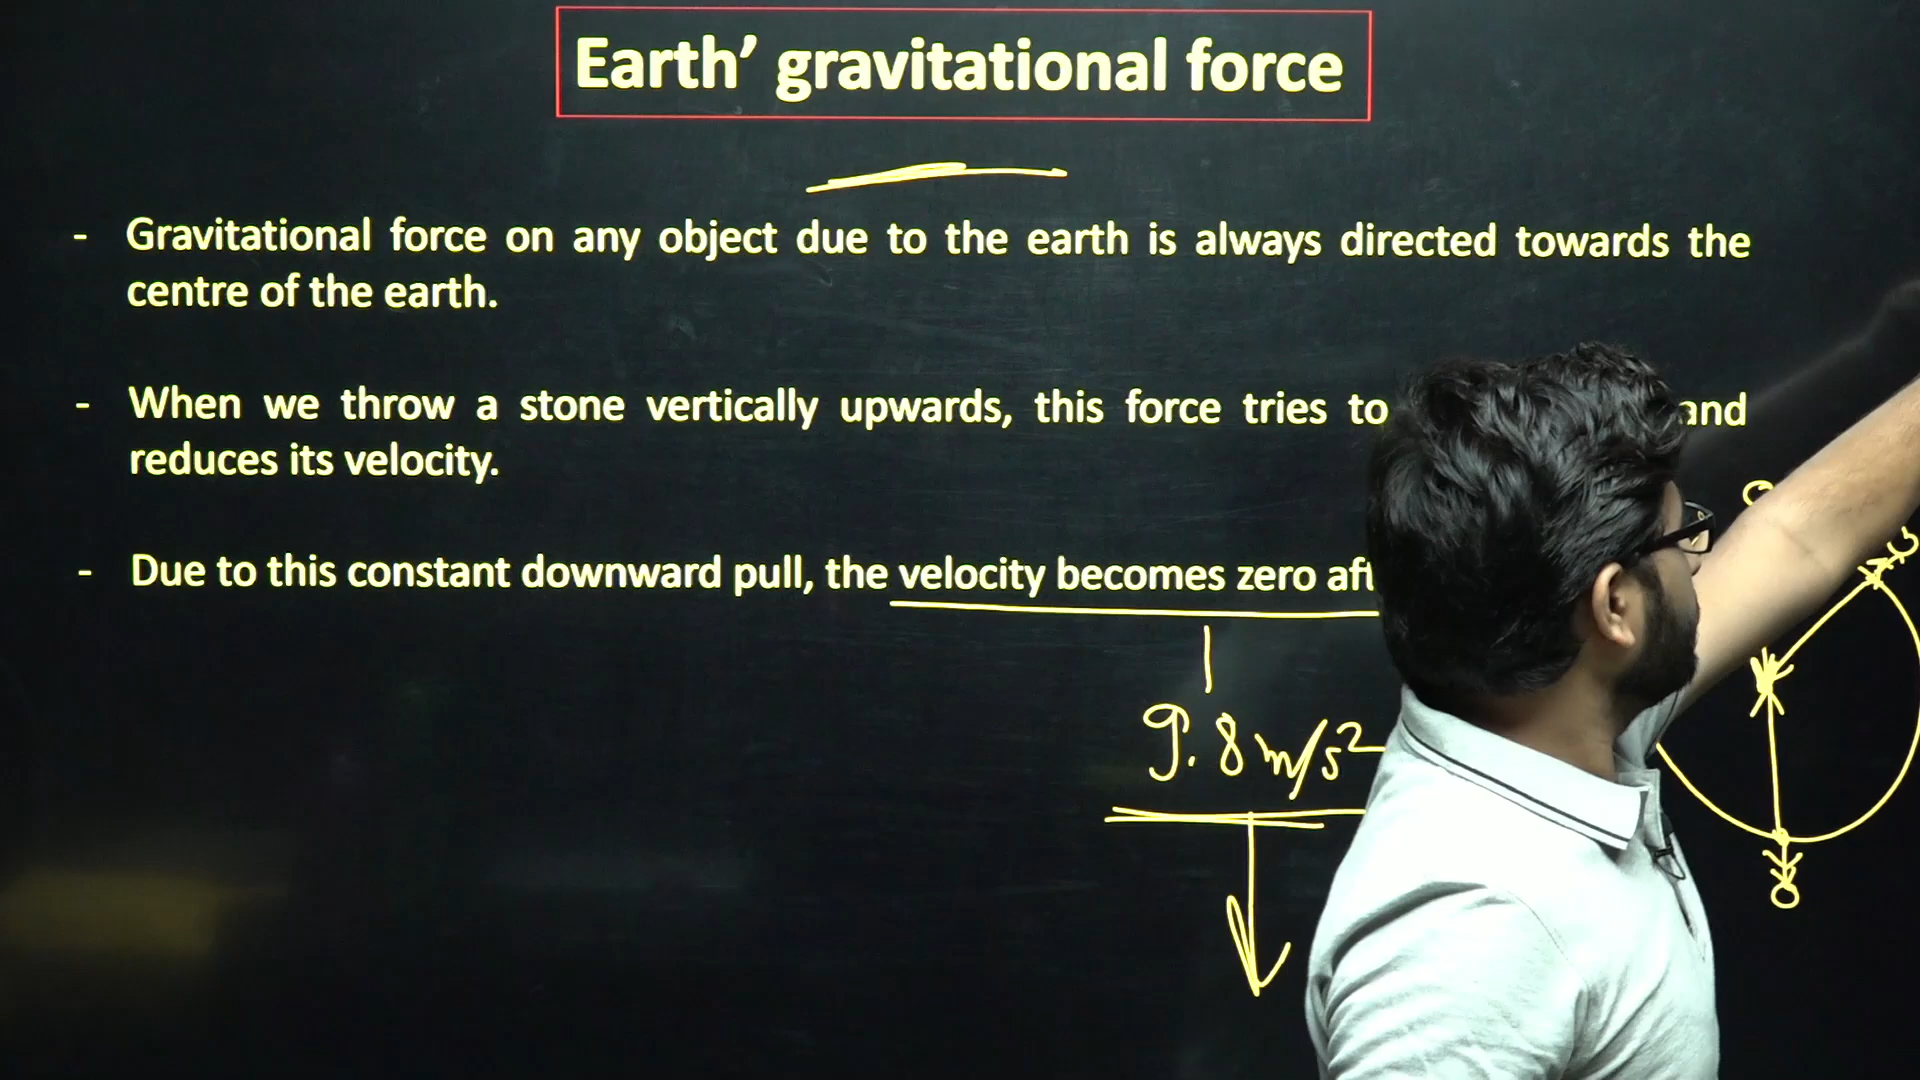 Earth’ gravitational force
- Gravitational force on any object due to the earth is always directed towards the
centre of the earth.
- When we throw a stone vertically upwards, this force tries to and
reduces its velocity.
- Due to this constant downward pull, the velocity becomes zero
9.8 m/s²